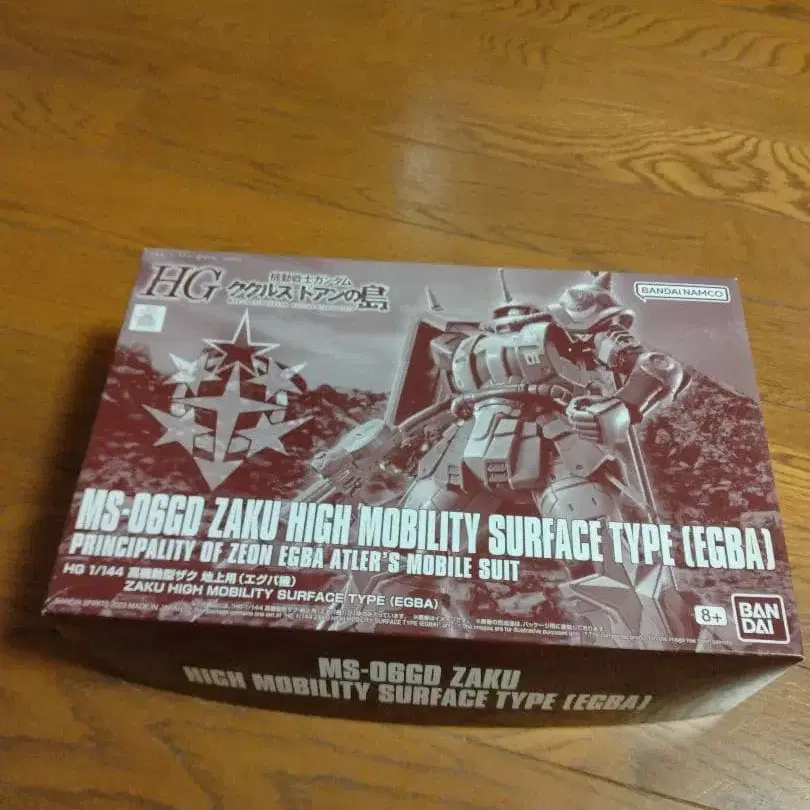 HG
機動戦士ガンダム
ククルス・ドアンの島
BANDAI NAMCO
MS-06GD ZAKU HIGH MOBILITY SURFACE TYPE (EGBA)
PRINCIPALITY OF ZEON EGBA ATLER'S MOBILE SUIT
HG 1/144 高機動型ザク 地上用（エグバ機）
ZAKU HIGH MOBILITY SURFACE TYPE (EGBA)
8+
BAN
DAI
MS-06GD ZAKU
HIGH MOBILITY SURFACE TYPE (EGBA)